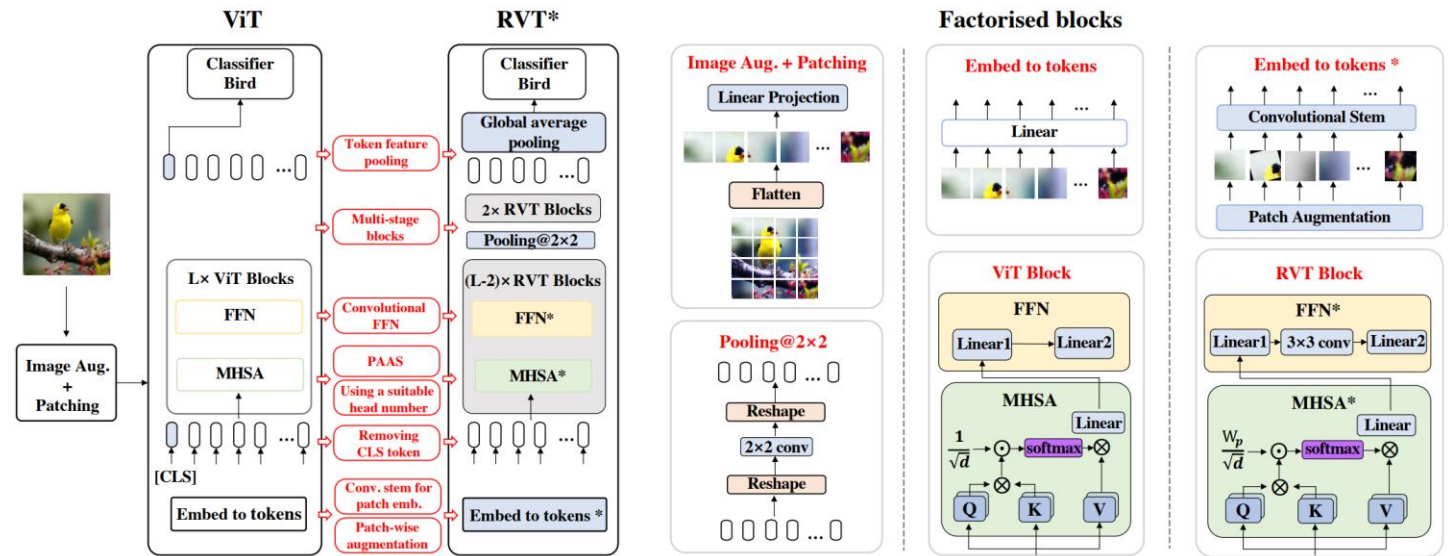 ViT
RVT*
Factorised blocks
Classifier
Bird
L× ViT Blocks
FFN
MHSA
[CLS]
Embed to tokens
Image Aug.
+
Patching
Token feature
pooling
Multi-stage
blocks
Convolutional
FFN
PAAS
Using a suitable
head number
Removing
CLS token
Conv. stem for
patch emb.
Patch-wise
augmentation
Classifier
Bird
Global average
pooling
2× RVT Blocks
Pooling@2×2
(L-2)× RVT Blocks
FFN*
MHSA*
Embed to tokens *
Image Aug. + Patching
Linear Projection
...
Flatten
Pooling@2×2
Reshape
2×2 conv
Reshape
Embed to tokens
...
Linear
...
Embed to tokens *
...
Convolutional Stem
...
Patch Augmentation
ViT Block
FFN
Linear1
Linear2
MHSA
Linear
1
√d
softmax
Q
K
V
RVT Block
FFN*
Linear1
3×3 conv
Linear2
MHSA*
Linear
Wp
√d
softmax
Q
K
V